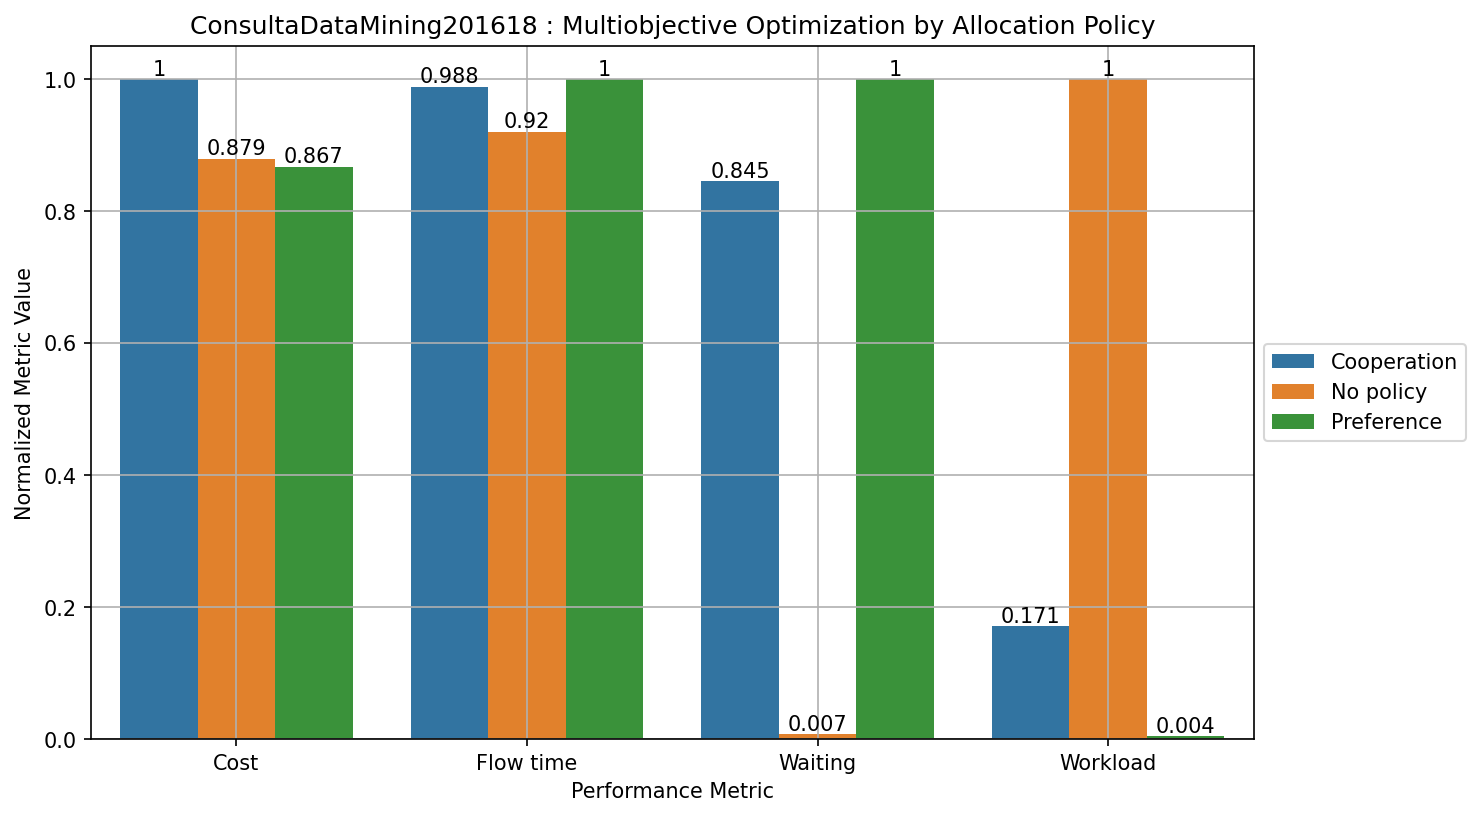 ConsultaDataMining201618 : Multiobjective Optimization by Allocation Policy
Normalized Metric Value
1.0
0.8
0.6
0.4
0.2
0.0
1
0.879
0.867
0.988
0.92
1
0.845
0.007
1
0.171
1
0.004
Cost
Flow time
Waiting
Workload
Performance Metric
Cooperation
No policy
Preference